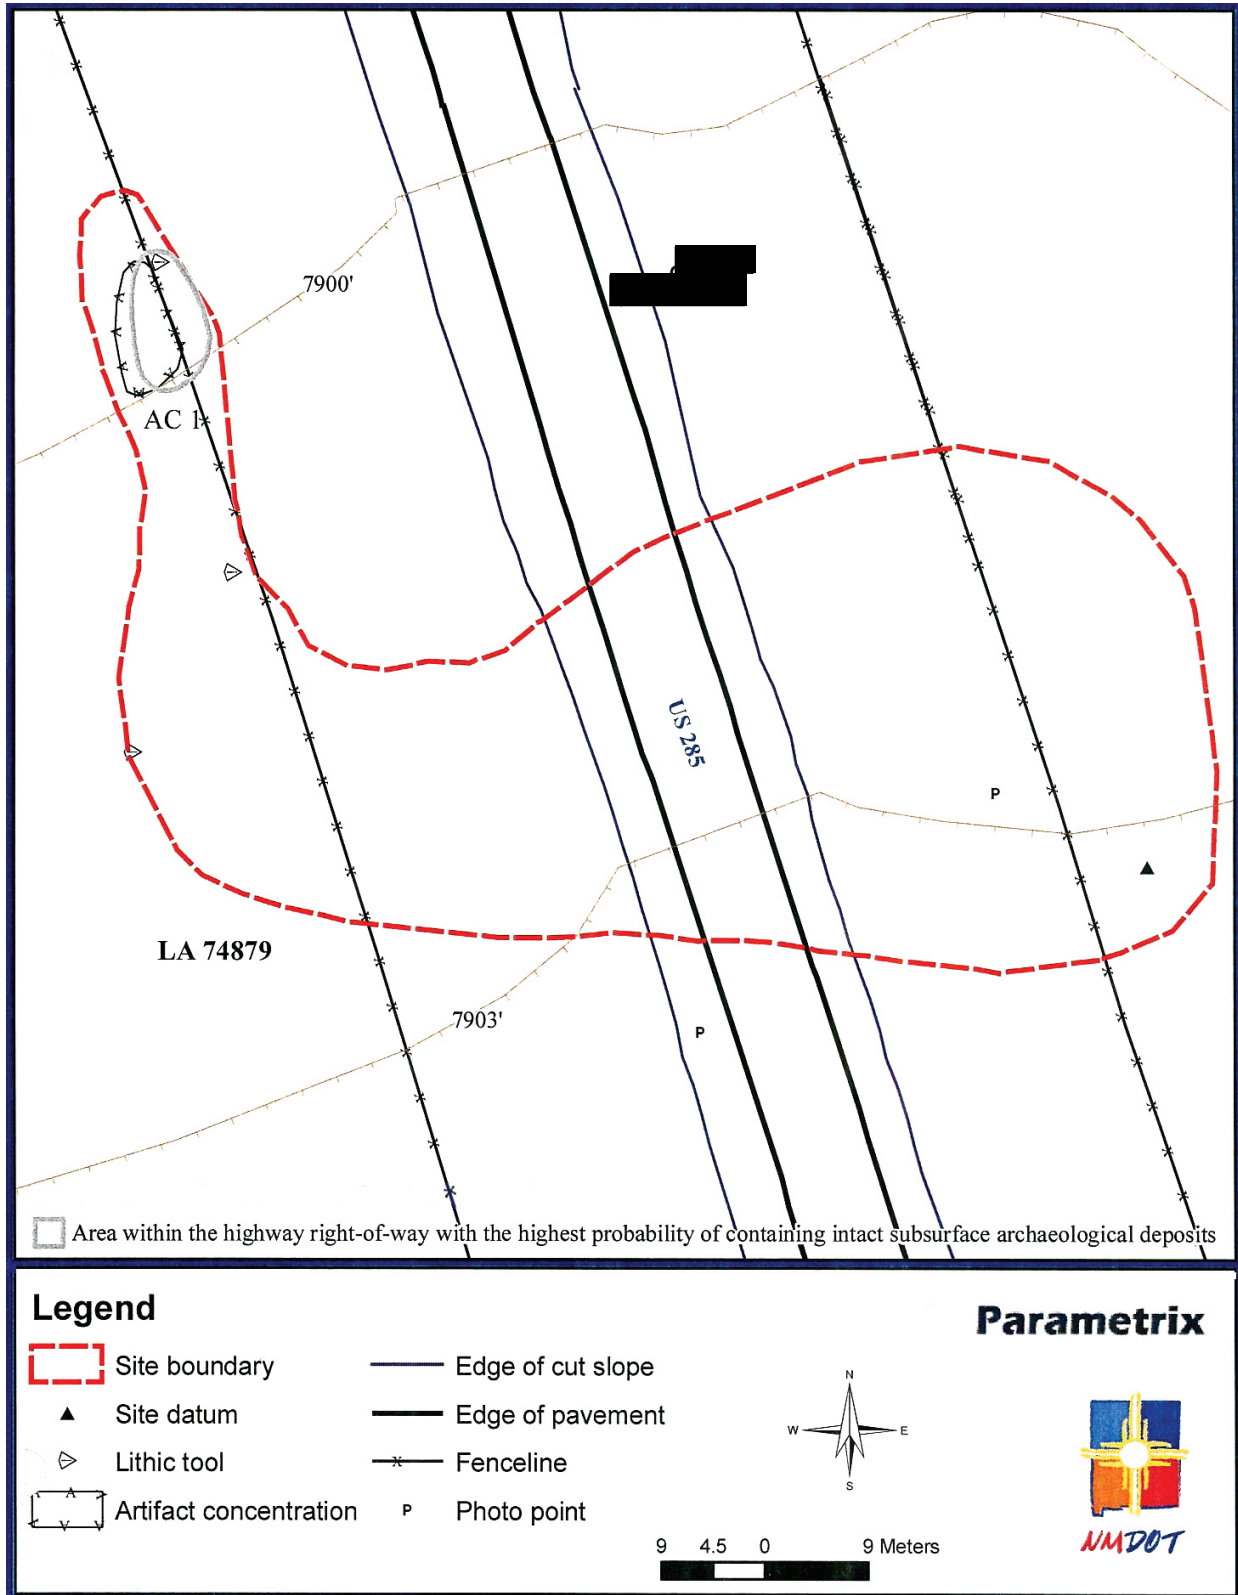 7900'
AC 1
US 285
P
LA 74879
7903'
P
Area within the highway right-of-way with the highest probability of containing intact subsurface archaeological deposits
Legend
Parametrix
Site boundary
Edge of cut slope
Site datum
Edge of pavement
Lithic tool
x Fenceline
Artifact concentration
P Photo point
N
W E
S
9 4.5 0 9 Meters
NMDOT